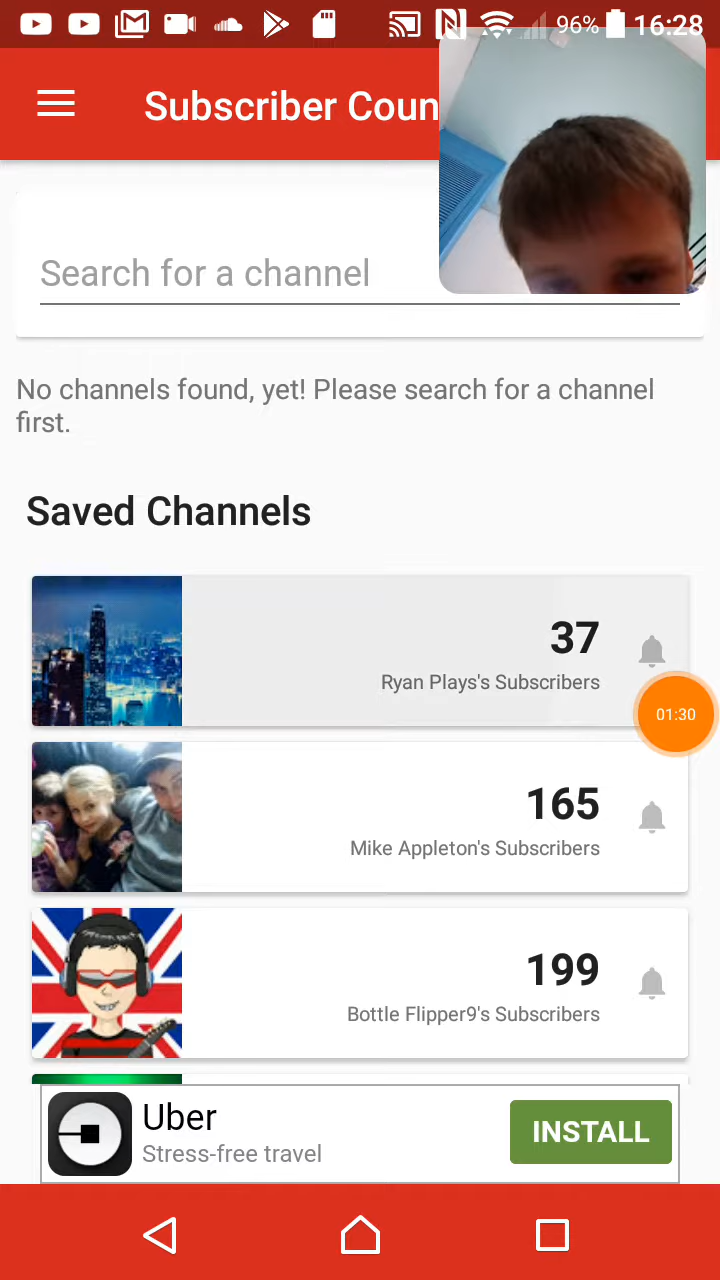 96% 16:28
Subscriber Coun
Search for a channel
No channels found, yet! Please search for a channel
first.
Saved Channels
37
Ryan Plays's Subscribers
01:30
165
Mike Appleton's Subscribers
199
Bottle Flipper9's Subscribers
Uber
Stress-free travel
INSTALL